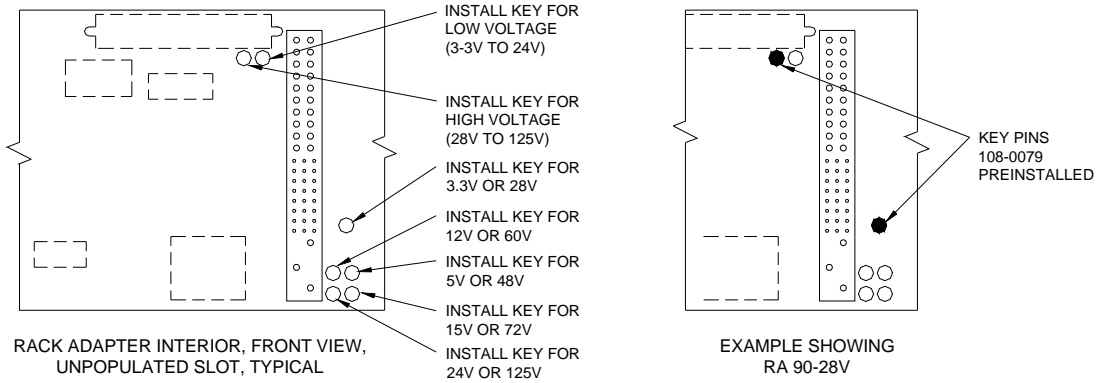 INSTALL KEY FOR
LOW VOLTAGE
(3-3V TO 24V)
INSTALL KEY FOR
HIGH VOLTAGE
(28V TO 125V)
INSTALL KEY FOR
3.3V OR 28V
INSTALL KEY FOR
12V OR 60V
INSTALL KEY FOR
5V OR 48V
INSTALL KEY FOR
15V OR 72V
INSTALL KEY FOR
24V OR 125V
RACK ADAPTER INTERIOR, FRONT VIEW,
UNPOPULATED SLOT, TYPICAL
KEY PINS
108-0079
PREINSTALLED
EXAMPLE SHOWING
RA 90-28V